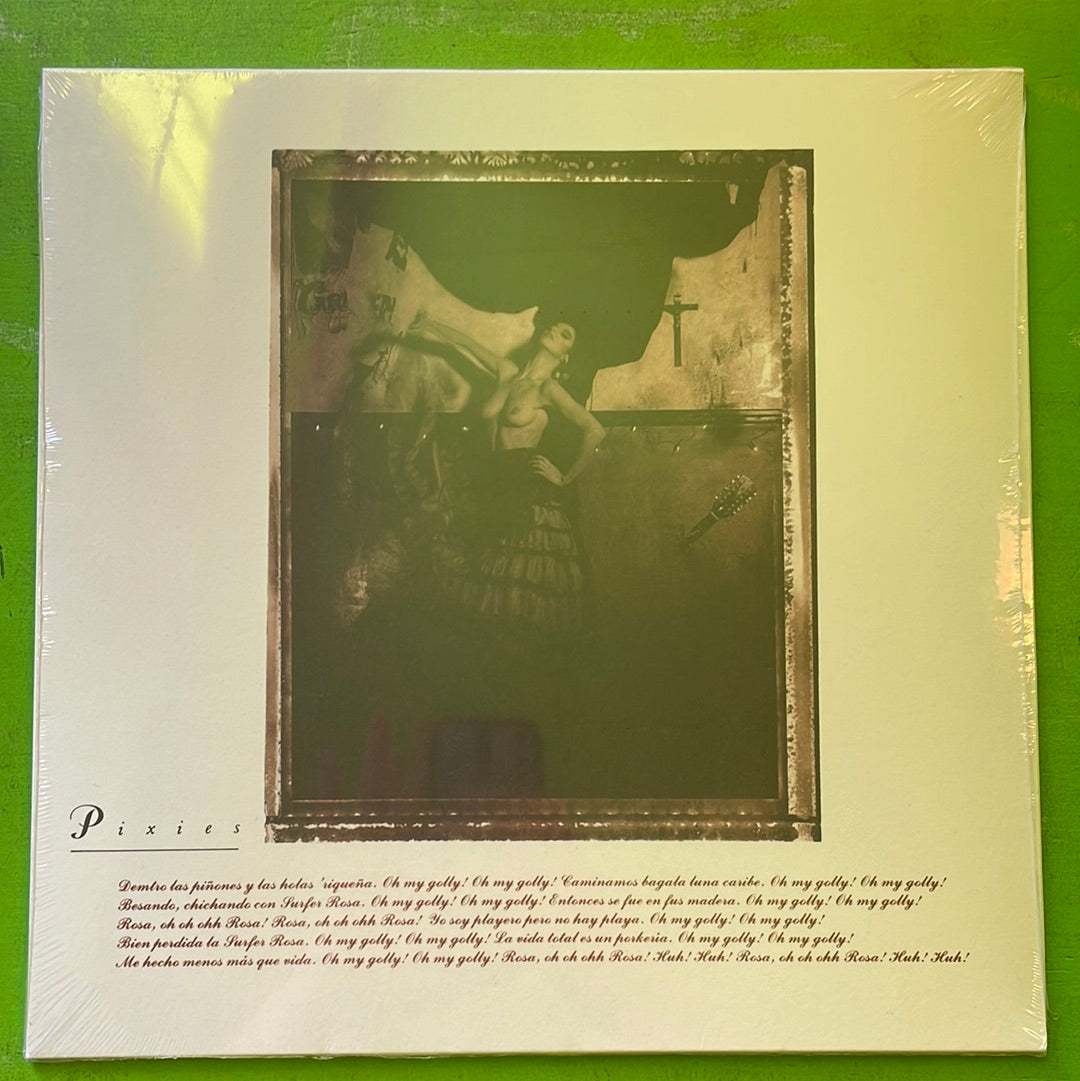 Pixies
Demtro las piñones y las holas 'riqueña. Oh my golly! Oh my golly! Caminamos bagala luna caribe. Oh my golly! Oh my golly!
Besando, chichando con Surfer Rosa. Oh my golly! Oh my golly! Entonces se fue en fus madera. Oh my golly! Oh my golly!
Rosa, oh oh ohh Rosa! Rosa, oh oh ohh Rosa! Yo soy playero pero no hay playa. Oh my golly! Oh my golly!
Bien perdida la Surfer Rosa. Oh my golly! Oh my golly! La vida total es un porkeria. Oh my golly! Oh my golly!
Me hecho menos más que vida. Oh my golly! Oh my golly! Rosa, oh oh ohh Rosa! Huh! Huh! Rosa, oh oh ohh Rosa! Huh! Huh!